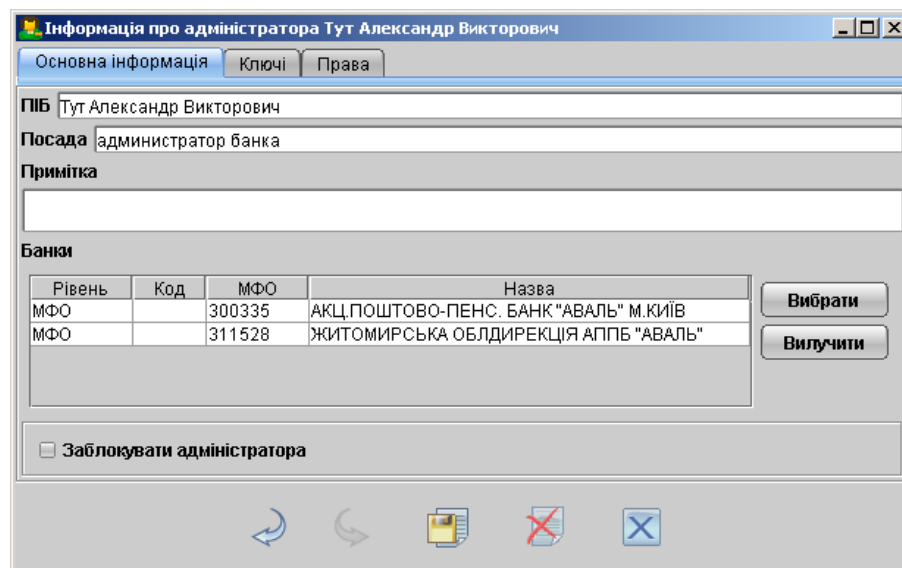 Інформація про адміністратора Тут Александр Викторович
Основна інформація Ключі Права
ПІБ Тут Александр Викторович
Посада администратор банка
Примітка
Банки
Рівень Код МФО Назва
МФО 300335 АКЦ.ПОШТОВО-ПЕНС. БАНК "АВАЛЬ" М.КИЇВ
Вибрати
МФО 311528 ЖИТОМИРСЬКА ОБЛДИРЕКЦІЯ АППБ "АВАЛЬ"
Вилучити
Заблокувати адміністратора